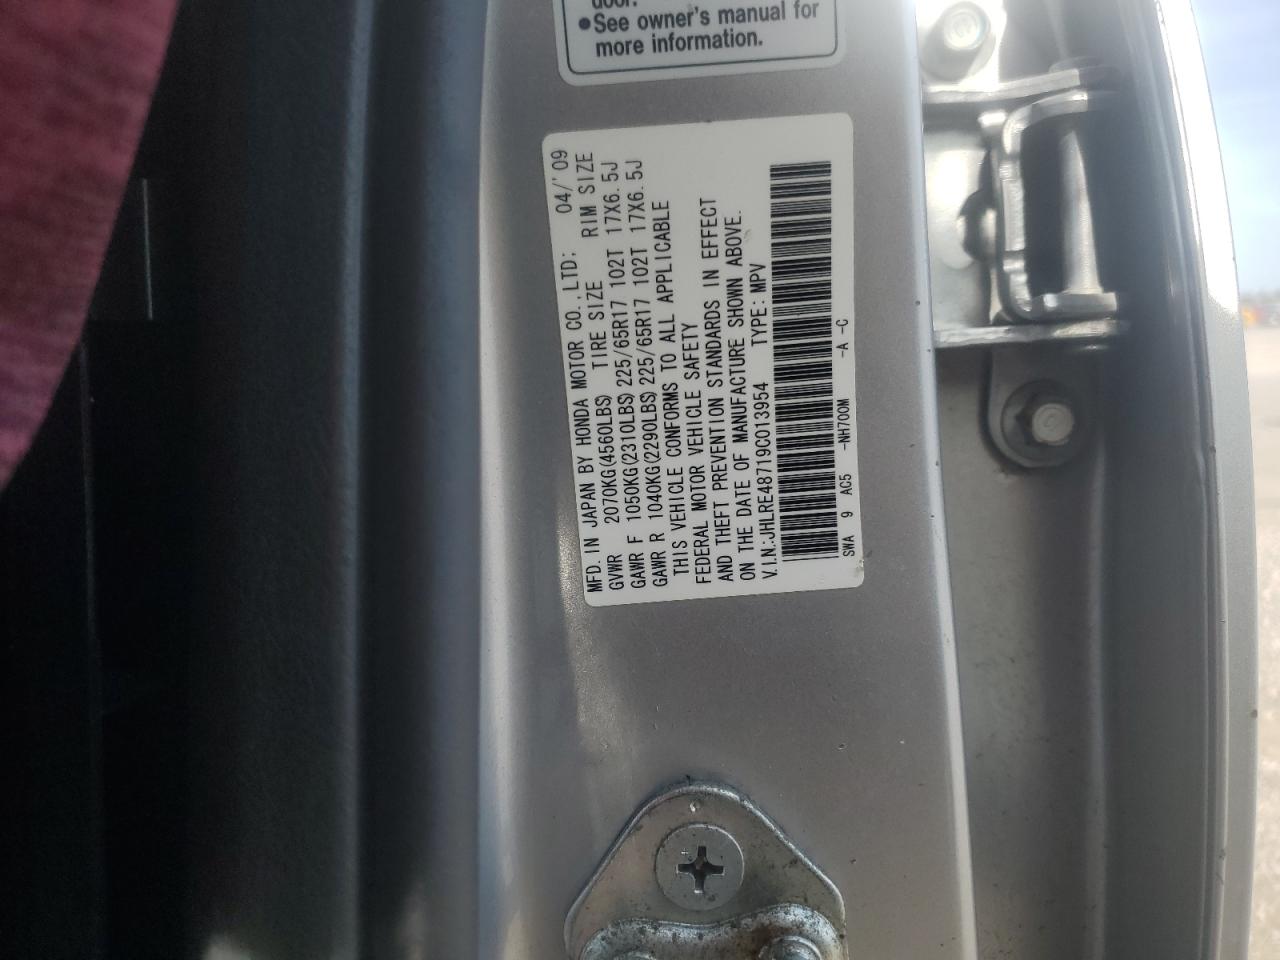 door.
●See owner's manual for
more information.
MFD. IN JAPAN BY HONDA MOTOR CO., LTD: 04/'09
GVWR 2070KG(4560LBS) TIRE SIZE RIM SIZE
GAWR F 1050KG(2310LBS) 225/65R17 102T 17X6.5J
GAWR R 1040KG(2290LBS) 225/65R17 102T 17X6.5J
THIS VEHICLE CONFORMS TO ALL APPLICABLE
FEDERAL MOTOR VEHICLE SAFETY
AND THEFT PREVENTION STANDARDS IN EFFECT
ON THE DATE OF MANUFACTURE SHOWN ABOVE.
V.I.N.:JHLRE48719C013954 TYPE: MPV
SWA 9 AC5 -NH700M -A -C